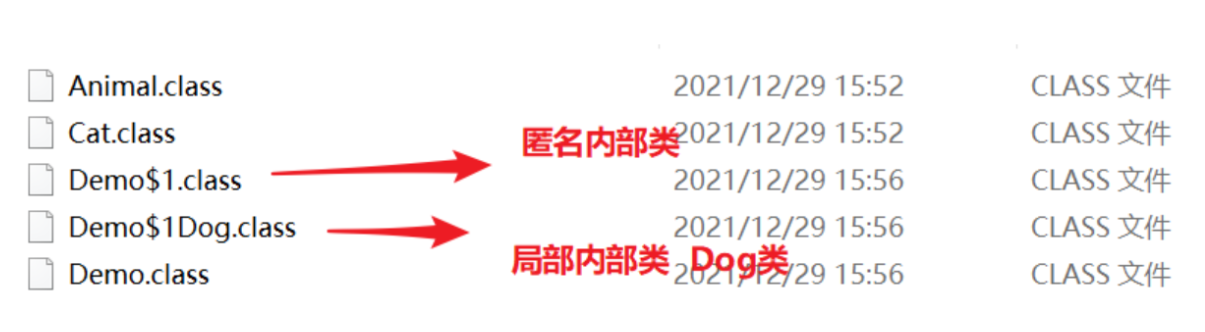 Animal.class 2021/12/29 15:52 CLASS 文件
Cat.class 2021/12/29 15:52 CLASS 文件
匿名内部类
Demo$1.class 2021/12/29 15:56 CLASS 文件
Demo$1Dog.class 2021/12/29 15:56 CLASS 文件
局部内部类 Dog类
Demo.class 2021/12/29 15:56 CLASS 文件